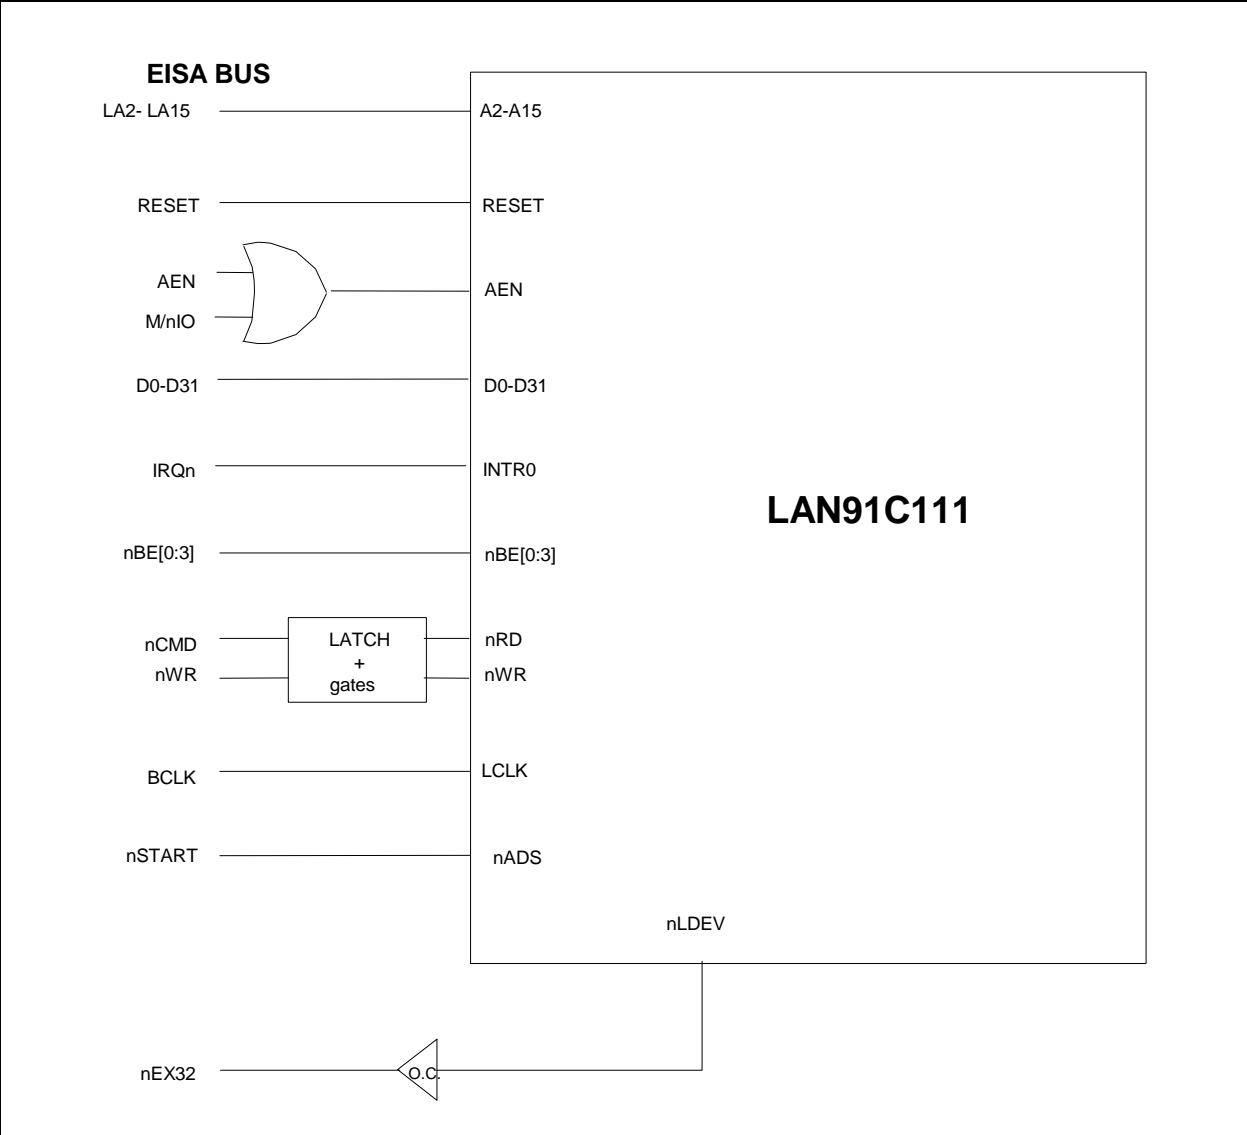 EISA BUS
LA2- LA15
A2-A15
RESET
RESET
AEN
M/nIO
AEN
D0-D31
D0-D31
IRQn
INTR0
LAN91C111
nBE[0:3]
nBE[0:3]
nCMD
nWR
LATCH
+
gates
nRD
nWR
BCLK
LCLK
nSTART
nADS
nLDEV
nEX32
O.C.